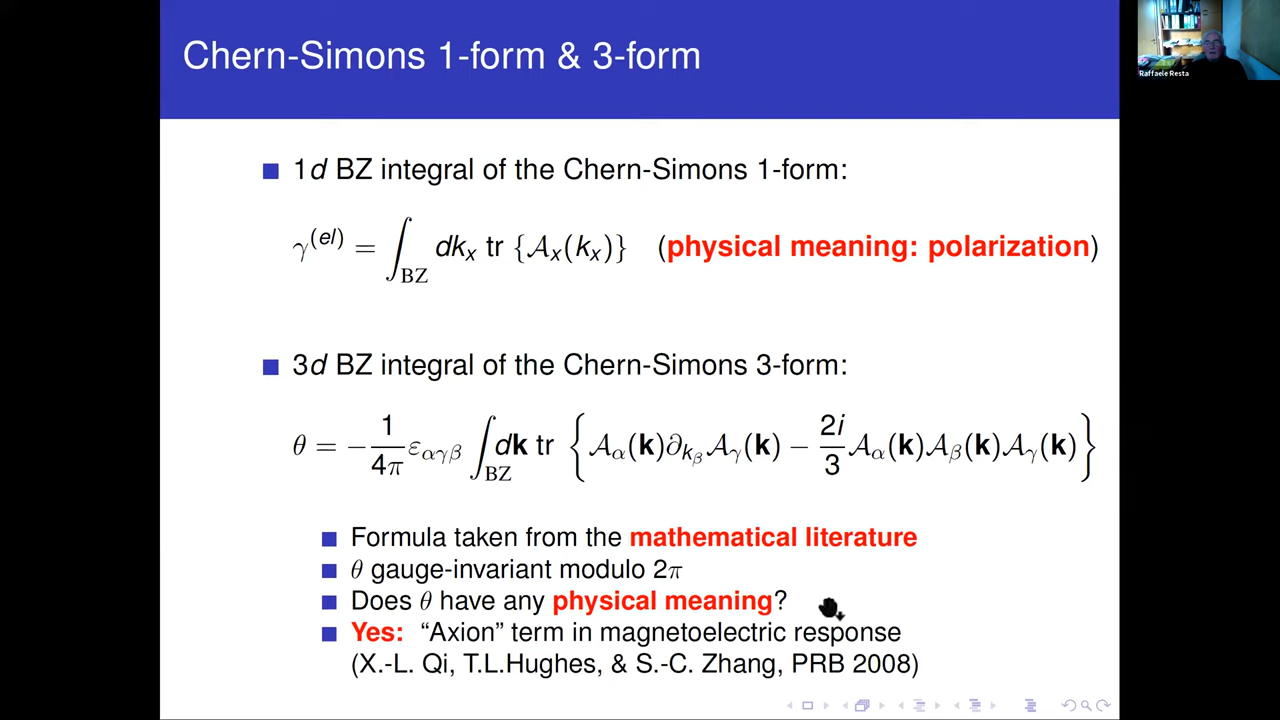 Chern-Simons 1-form & 3-form
Raffaele Resta
1d BZ integral of the Chern-Simons 1-form:
γ^(el) = ∫_BZ dk_x tr {𝒜_x(k_x)} (physical meaning: polarization)
3d BZ integral of the Chern-Simons 3-form:
θ = − 1/4π ε_αγβ ∫_BZ dk tr { 𝒜_α(k)∂_{k_β} 𝒜_γ(k) − 2i/3 𝒜_α(k)𝒜_β(k)𝒜_γ(k) }
Formula taken from the mathematical literature
θ gauge-invariant modulo 2π
Does θ have any physical meaning?
Yes: “Axion” term in magnetoelectric response
(X.-L. Qi, T.L.Hughes, & S.-C. Zhang, PRB 2008)